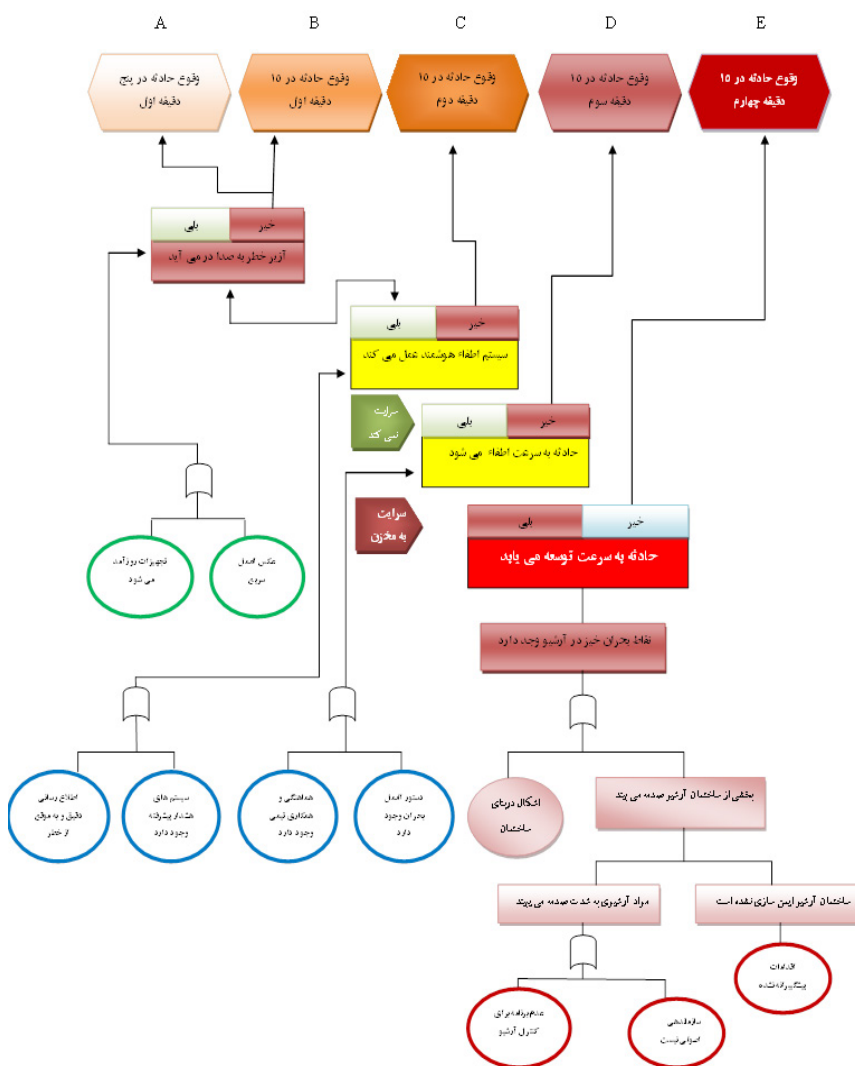 A B C D E
وقوع حادثه در پنج
دقیقه اول
وقوع حادثه در ۱۵
دقیقه اول
وقوع حادثه در ۱۵
دقیقه دوم
وقوع حادثه در ۱۵
دقیقه سوم
وقوع حادثه در ۱۵
دقیقه چهارم
خیر
بلی
آژیر خطر به صدا در می آید
خیر
بلی
سیستم اطفاء هوشمند عمل می کند
سرایت
نمی کند
خیر
بلی
حادثه به سرعت اطفاء می شود
سرایت
به مخزن
خیر
بلی
حادثه به سرعت توسعه می یابد
تجهیزات روزآمد
می شود
عکس العمل
سریع
نقاط بحران خیز در آرشیو وجد دارد
اطلاع رسانی
دقیق و به موقع
از خطر
سیستم های
هشدار پیشرفته
وجود دارد
هماهنگی و
همکاری تیمی
وجود دارد
دستور العمل
بحران وجود
دارد
اشکال دربنای
ساختمان
بخشی از ساختمان آرشیو صدمه می بیند
مواد آرشیوی به شدت صدمه می بیند
ساختمان آرشیو ایمن سازی نشده است
اقدامات
پیشگیرانه نشده
عدم برنامه برای
کنترل آرشیو
سازماندهی
اصولی نیست